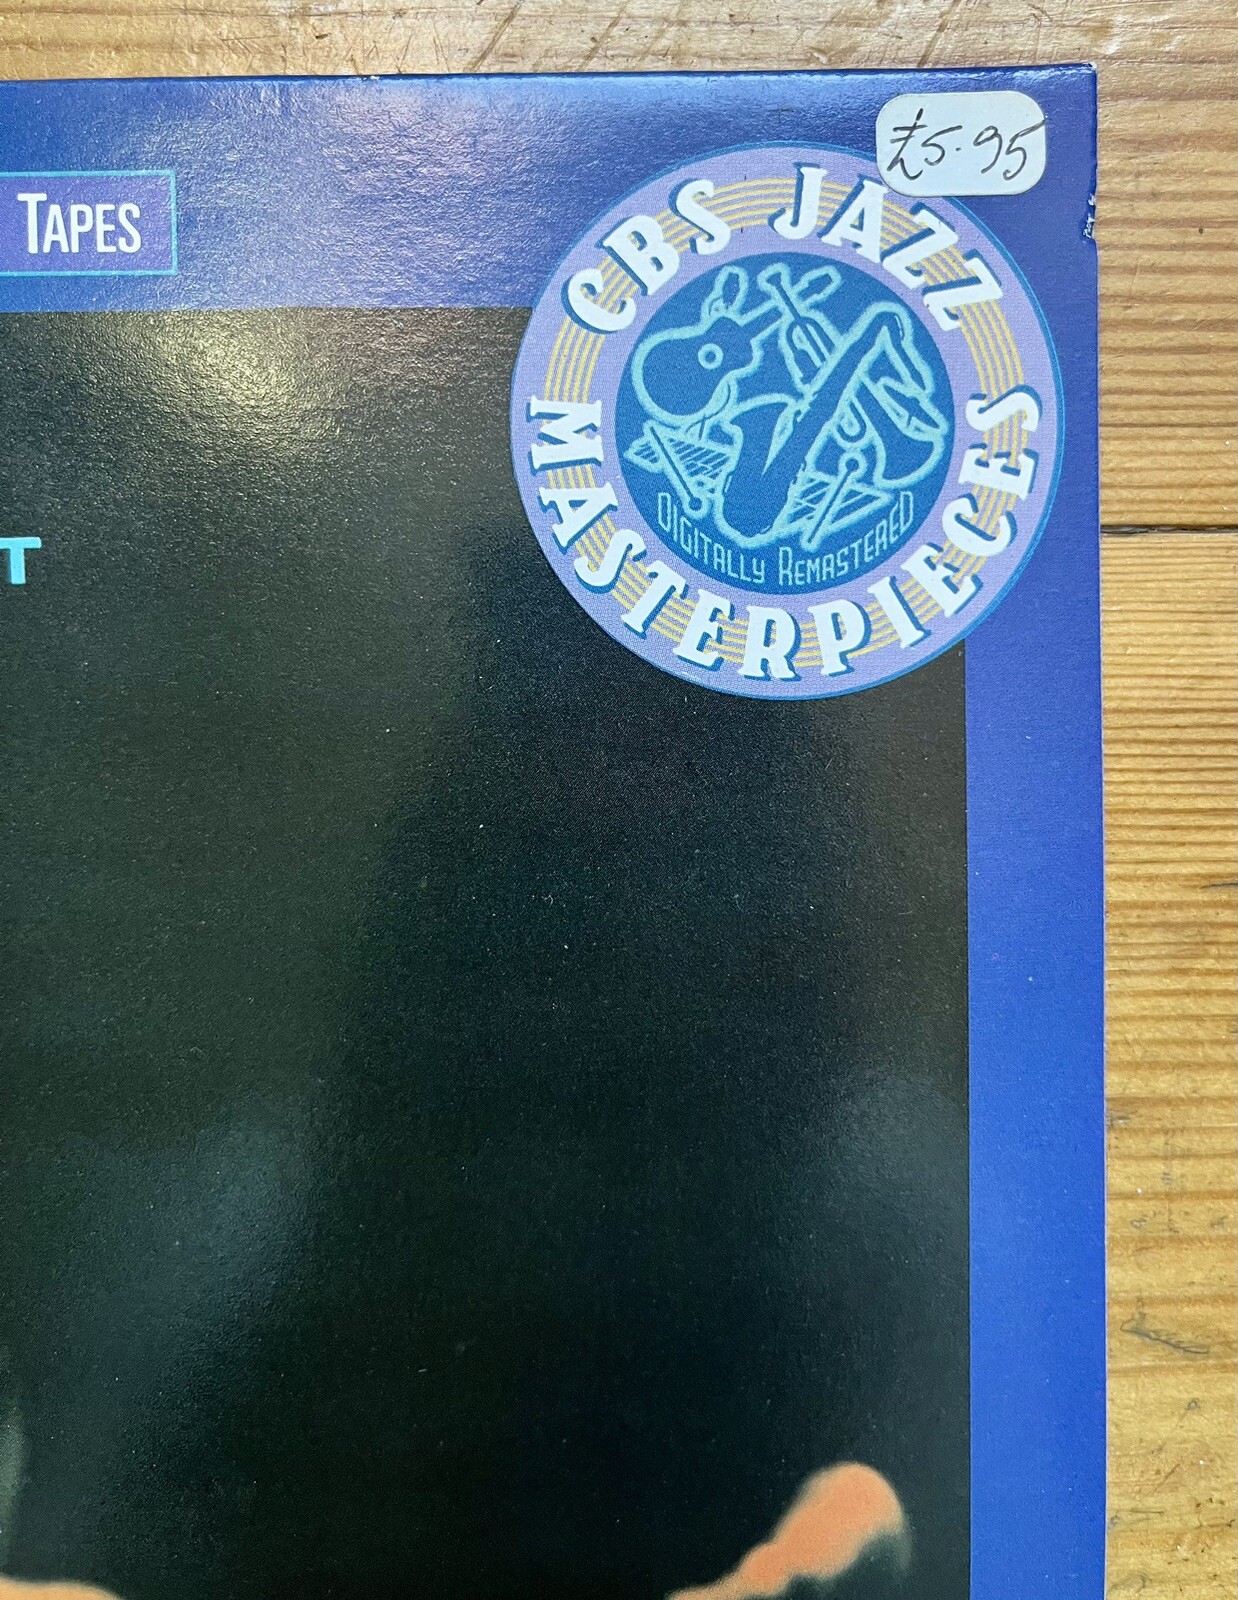 £5.95
TAPES
CBS JAZZ
MASTERPIECES
DIGITALLY REMASTERED
T